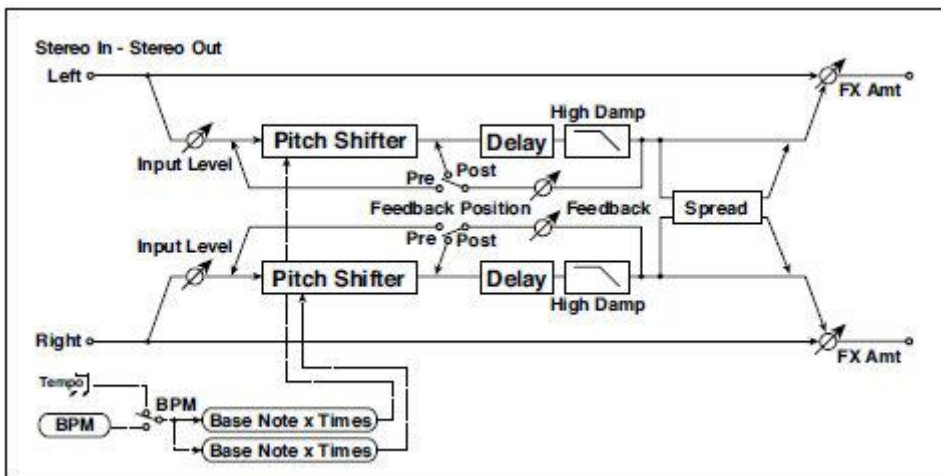 Stereo In - Stereo Out
Left
FX Amt
High Damp
Pitch Shifter
Delay
Input Level
Pre
Post
Feedback Position
Feedback
Spread
Pre
Post
Input Level
Pitch Shifter
Delay
High Damp
Right
FX Amt
Tempo
BPM
BPM
Base Note x Times
Base Note x Times